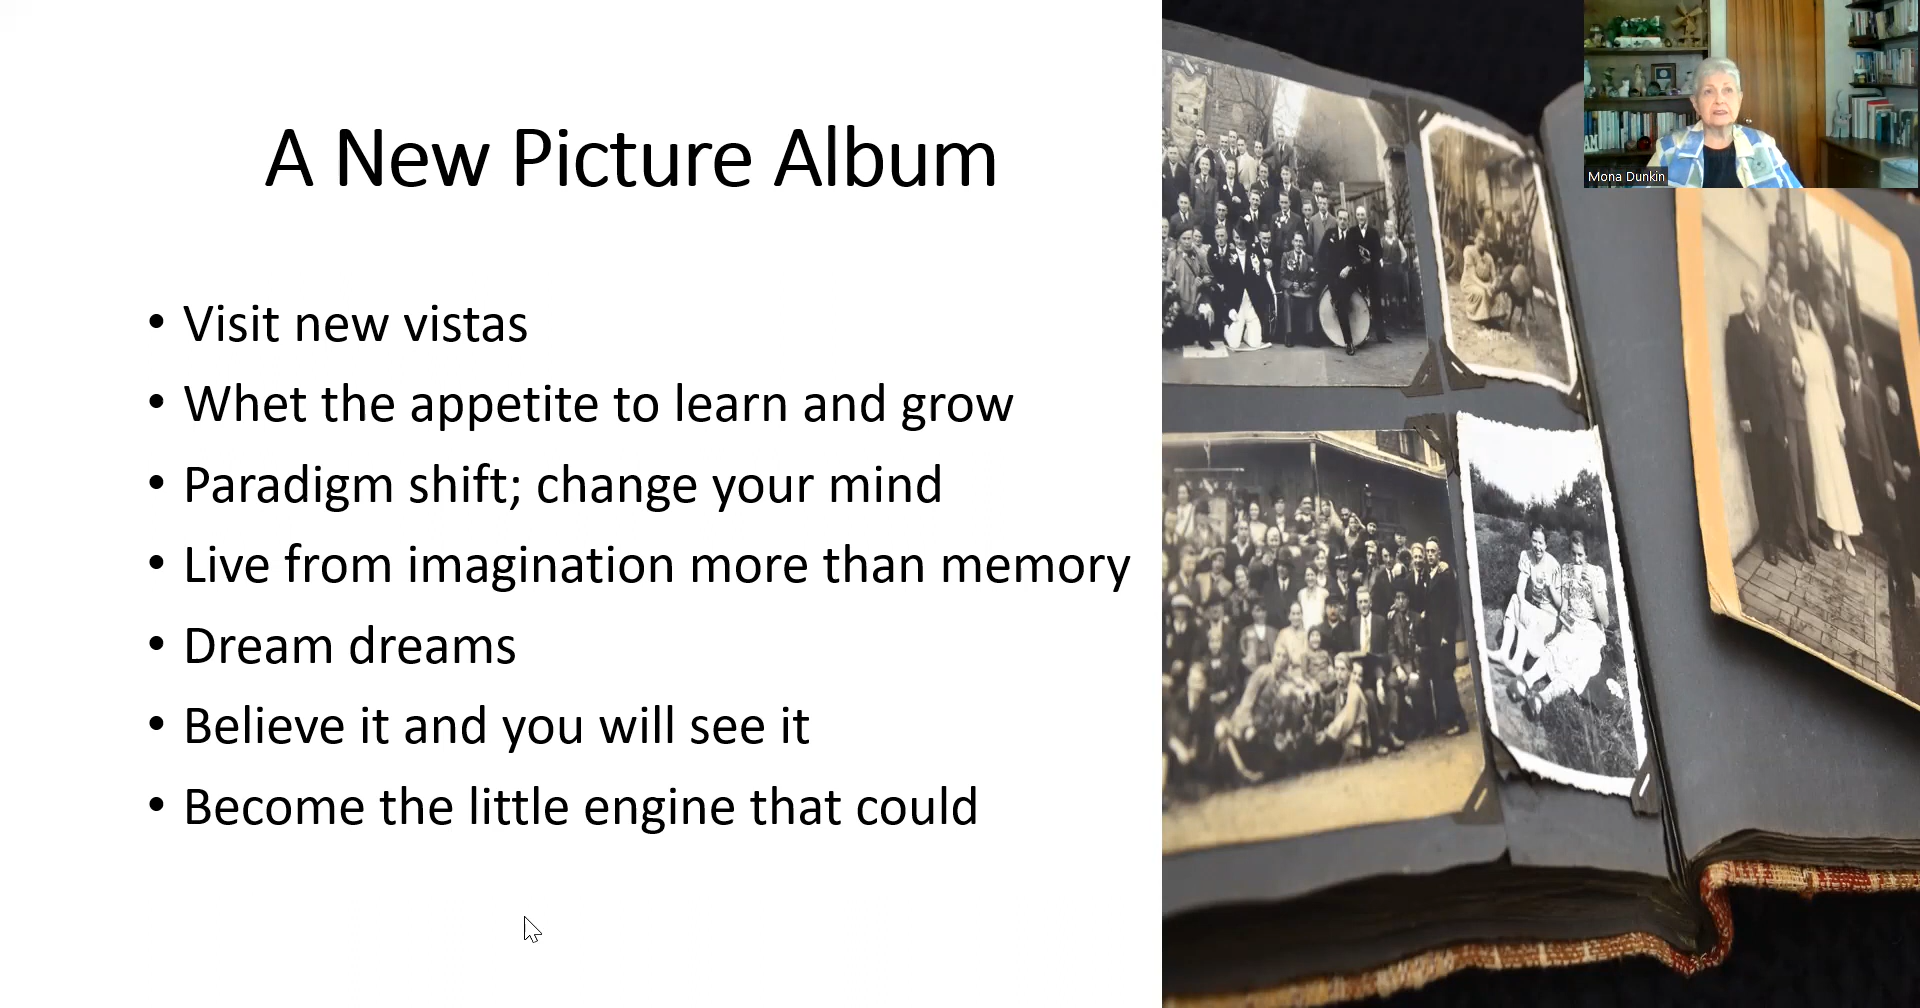 A New Picture Album
• Visit new vistas
• Whet the appetite to learn and grow
• Paradigm shift; change your mind
• Live from imagination more than memory
• Dream dreams
• Believe it and you will see it
• Become the little engine that could
Mona Dunkin